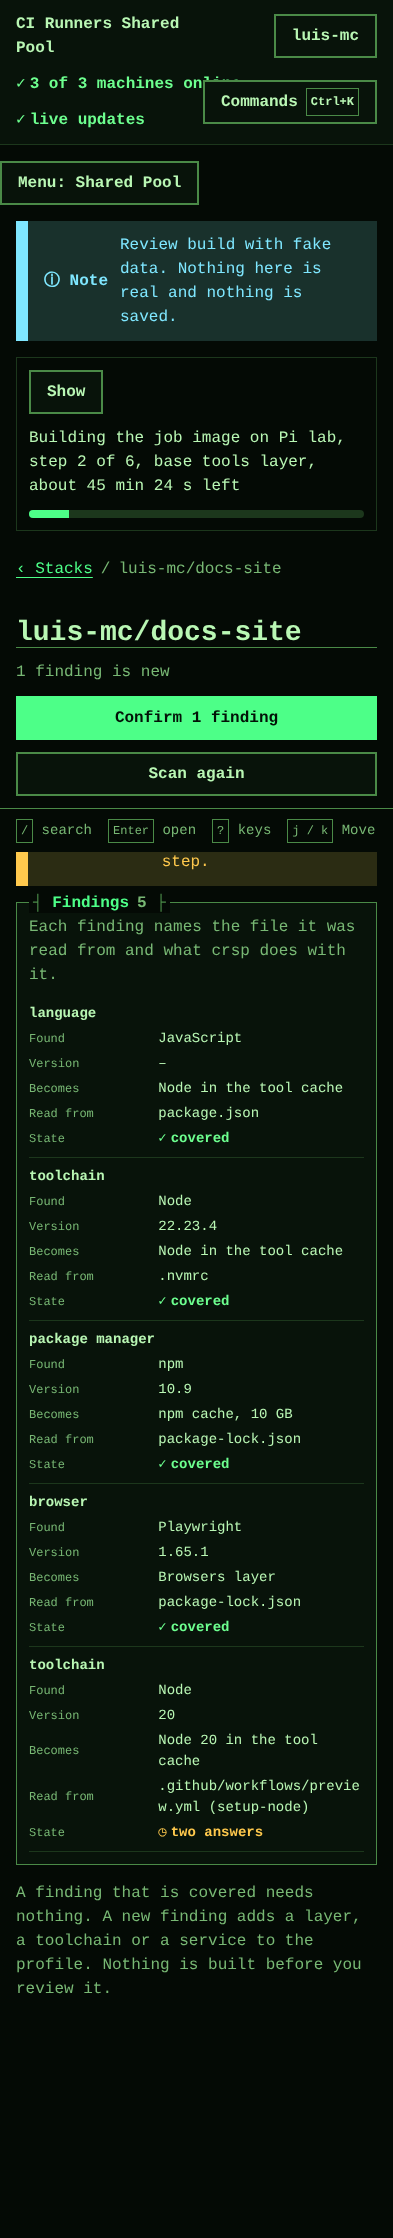 CI Runners Shared Pool
luis-mc
✓ 3 of 3 machines online
✓ live updates
Commands Ctrl+K
Menu: Shared Pool
ⓘ Note
Review build with fake
data. Nothing here is
real and nothing is
saved.
Show
Building the job image on Pi lab,
step 2 of 6, base tools layer,
about 45 min 24 s left
‹ Stacks / luis-mc/docs-site
luis-mc/docs-site
1 finding is new
Confirm 1 finding
Scan again
/ search Enter open ? keys j / k Move
step.
Findings 5
Each finding names the file it was
read from and what crsp does with
it.
language
Found JavaScript
Version –
Becomes Node in the tool cache
Read from package.json
State ✓ covered
toolchain
Found Node
Version 22.23.4
Becomes Node in the tool cache
Read from .nvmrc
State ✓ covered
package manager
Found npm
Version 10.9
Becomes npm cache, 10 GB
Read from package-lock.json
State ✓ covered
browser
Found Playwright
Version 1.65.1
Becomes Browsers layer
Read from package-lock.json
State ✓ covered
toolchain
Found Node
Version 20
Becomes Node 20 in the tool
cache
Read from .github/workflows/previe
w.yml (setup-node)
State ◷ two answers
A finding that is covered needs
nothing. A new finding adds a layer,
a toolchain or a service to the
profile. Nothing is built before you
review it.